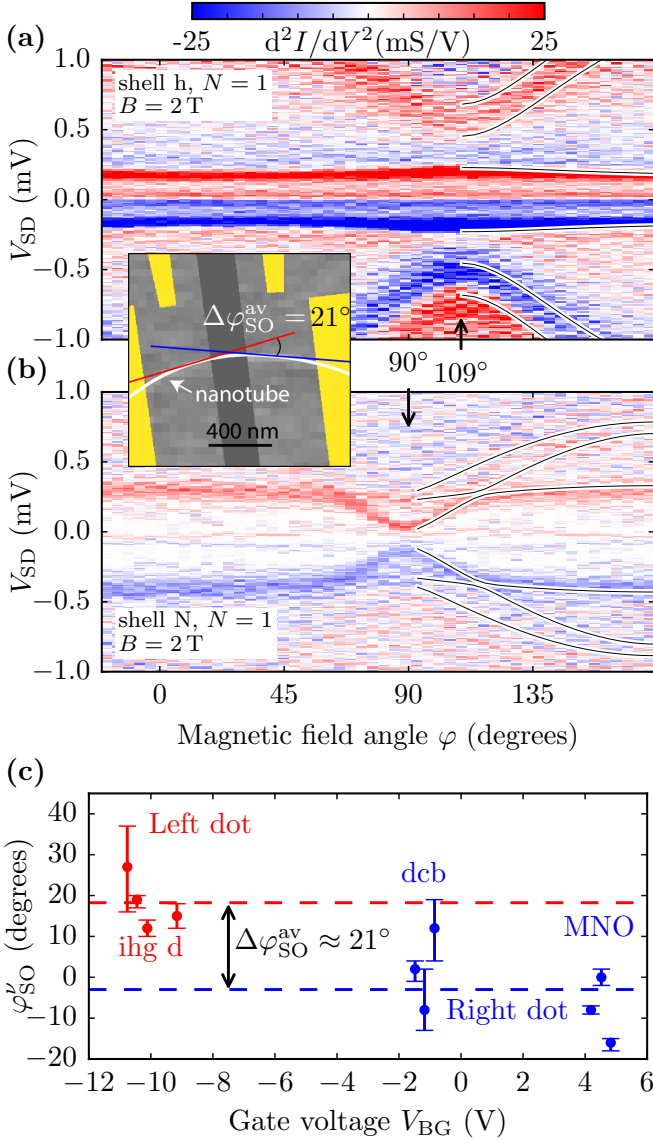 -25 d²I/dV² (mS/V) 25
(a)
shell h, N = 1
B = 2 T
1.0
0.5
0.0
−0.5
−1.0
V_SD (mV)
Δφ_SO^av = 21°
nanotube
400 nm
90°
109°
(b)
1.0
0.5
0.0
−0.5
−1.0
V_SD (mV)
shell N, N = 1
B = 2 T
0 45 90 135
Magnetic field angle φ (degrees)
(c)
40
30
20
10
0
−10
−20
φ_SO^ν (degrees)
Left dot
ihg d
Δφ_SO^av ≈ 21°
dcb
MNO
Right dot
−12 −10 −8 −6 −4 −2 0 2 4 6
Gate voltage V_BG (V)